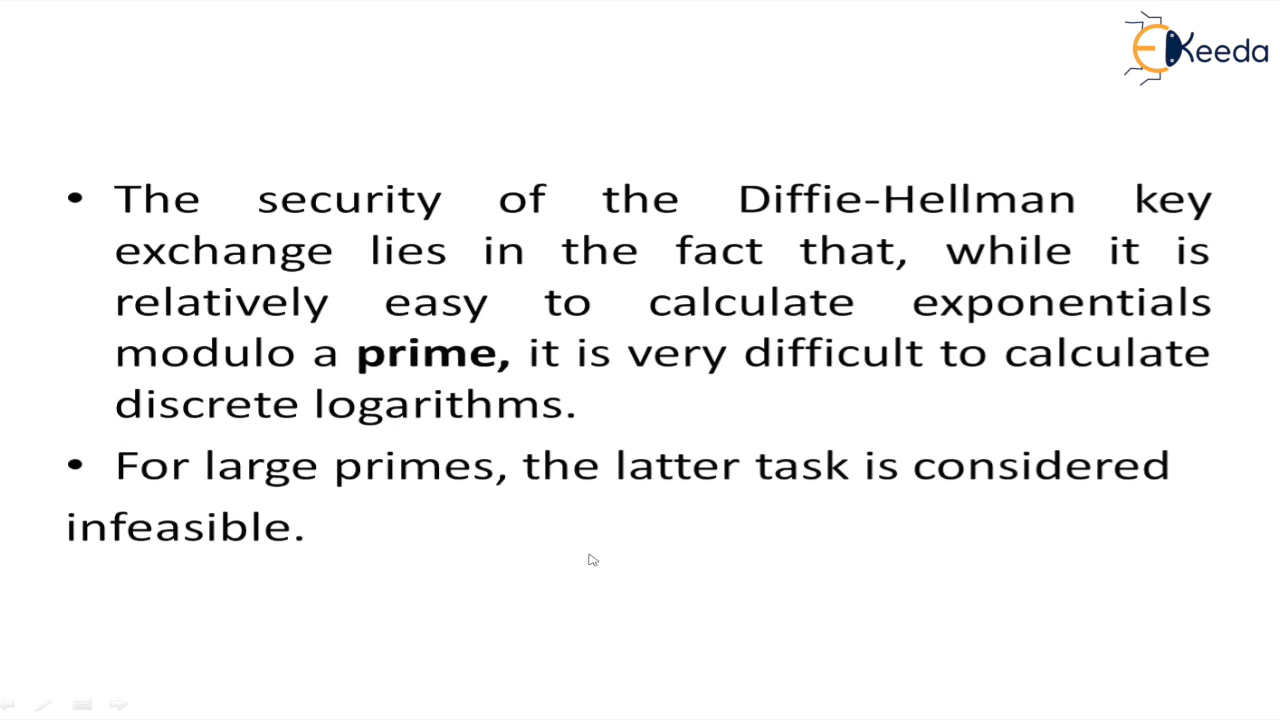 EKeeda
• The security of the Diffie-Hellman key
exchange lies in the fact that, while it is
relatively easy to calculate exponentials
modulo a prime, it is very difficult to calculate
discrete logarithms.
• For large primes, the latter task is considered
infeasible.